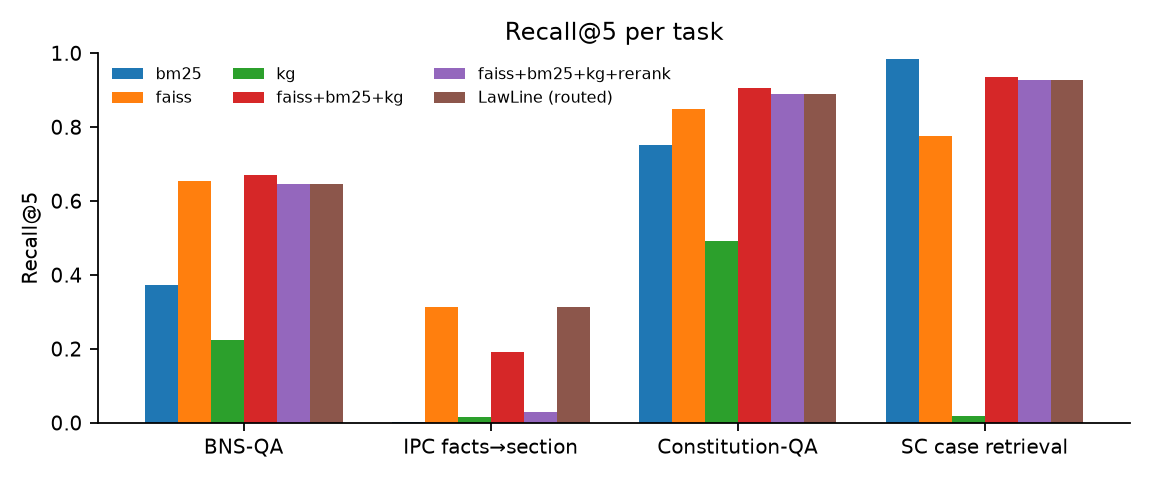 Recall@5 per task
bm25
faiss
kg
faiss+bm25+kg
faiss+bm25+kg+rerank
LawLine (routed)
Recall@5
1.0
0.8
0.6
0.4
0.2
0.0
BNS-QA
IPC facts→section
Constitution-QA
SC case retrieval